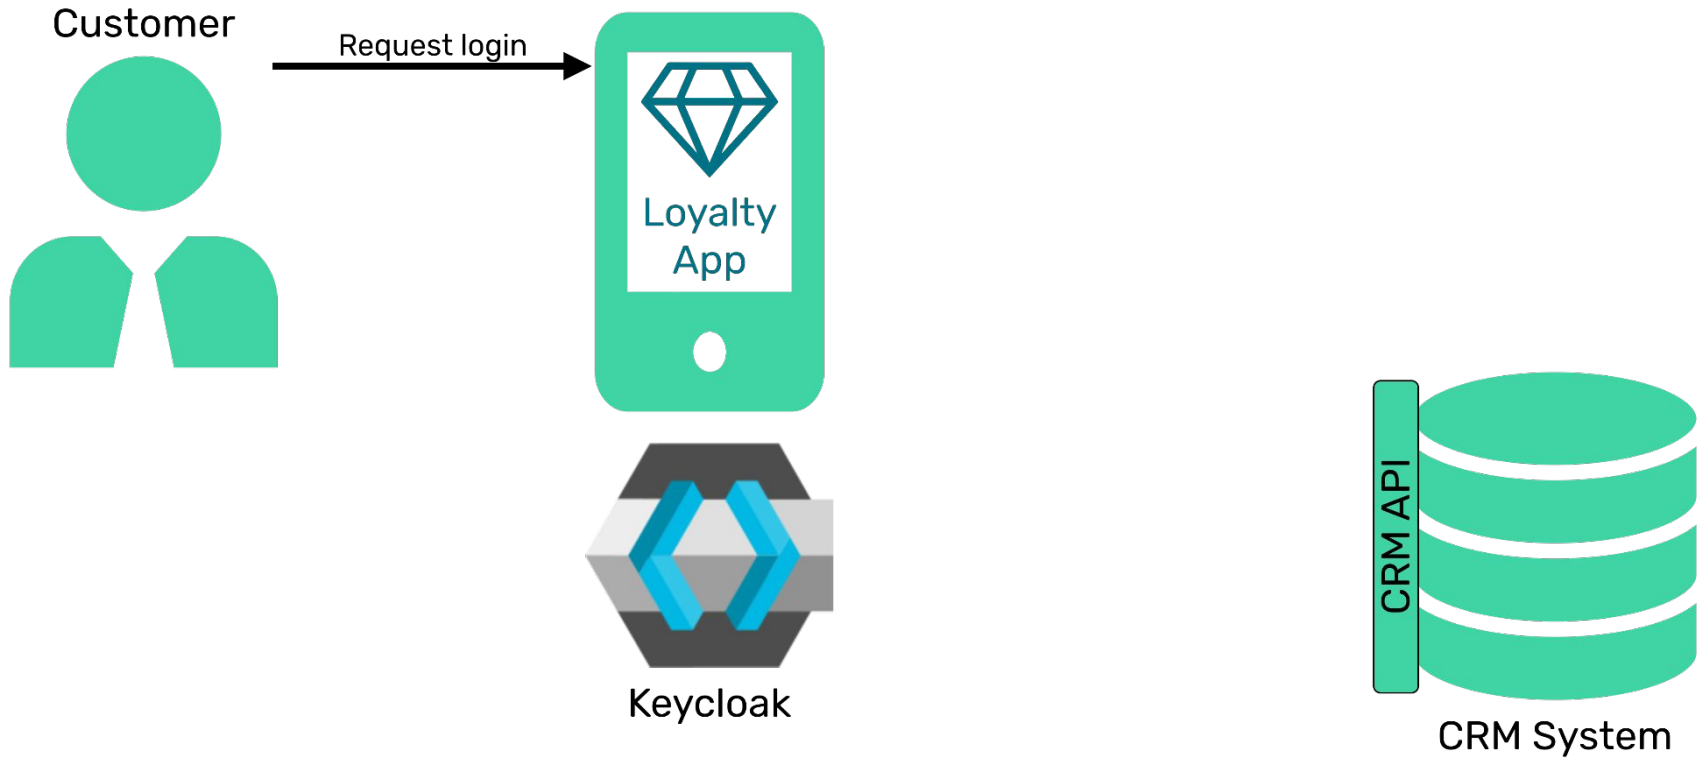 Customer
Request login
Loyalty
App
CRM API
Keycloak
CRM System